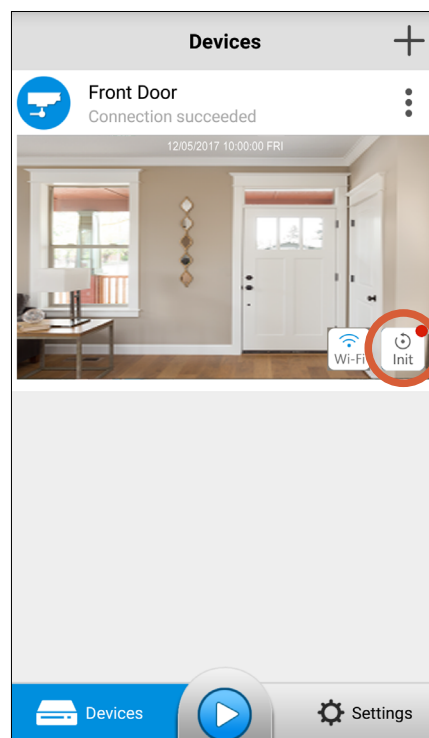 Devices
Front Door
Connection succeeded
12/05/2017 10:00:00 FRI
Wi-Fi
Init
Devices
Settings